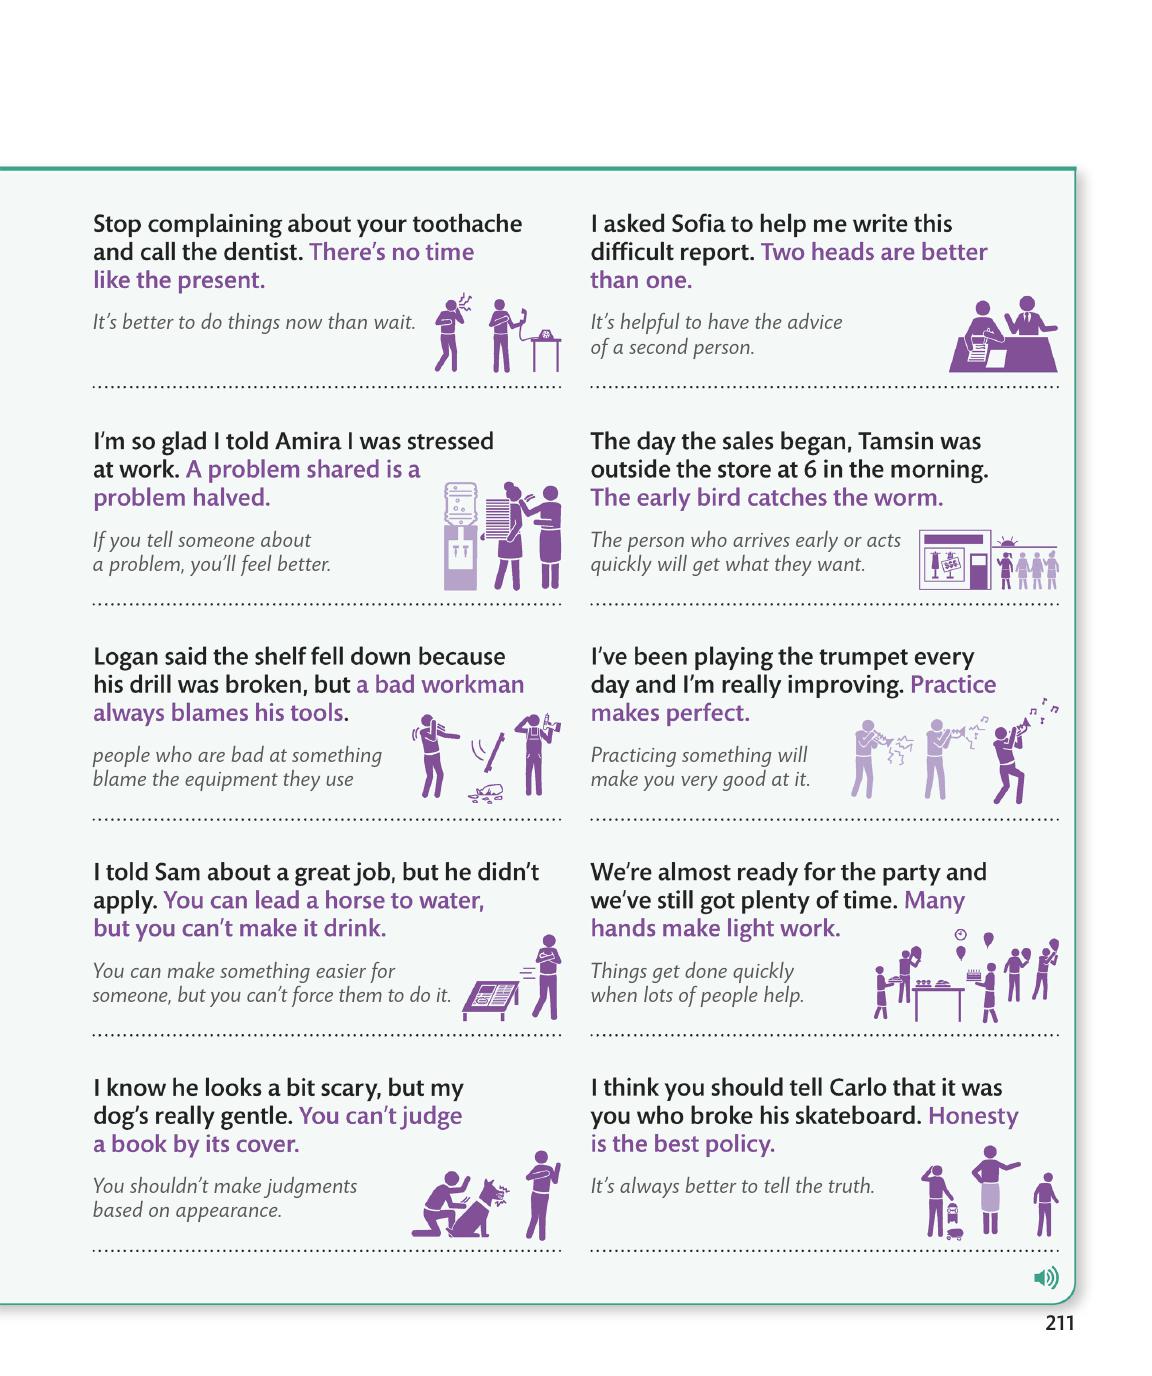 Stop complaining about your toothache
and call the dentist. There's no time
like the present.
It's better to do things now than wait.
I'm so glad I told Amira I was stressed
at work. A problem shared is a
problem halved.
If you tell someone about
a problem, you'll feel better.
Logan said the shelf fell down because
his drill was broken, but a bad workman
always blames his tools.
people who are bad at something
blame the equipment they use
I told Sam about a great job, but he didn't
apply. You can lead a horse to water,
but you can't make it drink.
You can make something easier for
someone, but you can't force them to do it.
I know he looks a bit scary, but my
dog's really gentle. You can't judge
a book by its cover.
You shouldn't make judgments
based on appearance.
I asked Sofia to help me write this
difficult report. Two heads are better
than one.
It's helpful to have the advice
of a second person.
The day the sales began, Tamsin was
outside the store at 6 in the morning.
The early bird catches the worm.
The person who arrives early or acts
quickly will get what they want.
I've been playing the trumpet every
day and I'm really improving. Practice
makes perfect.
Practicing something will
make you very good at it.
We're almost ready for the party and
we've still got plenty of time. Many
hands make light work.
Things get done quickly
when lots of people help.
I think you should tell Carlo that it was
you who broke his skateboard. Honesty
is the best policy.
It's always better to tell the truth.
211